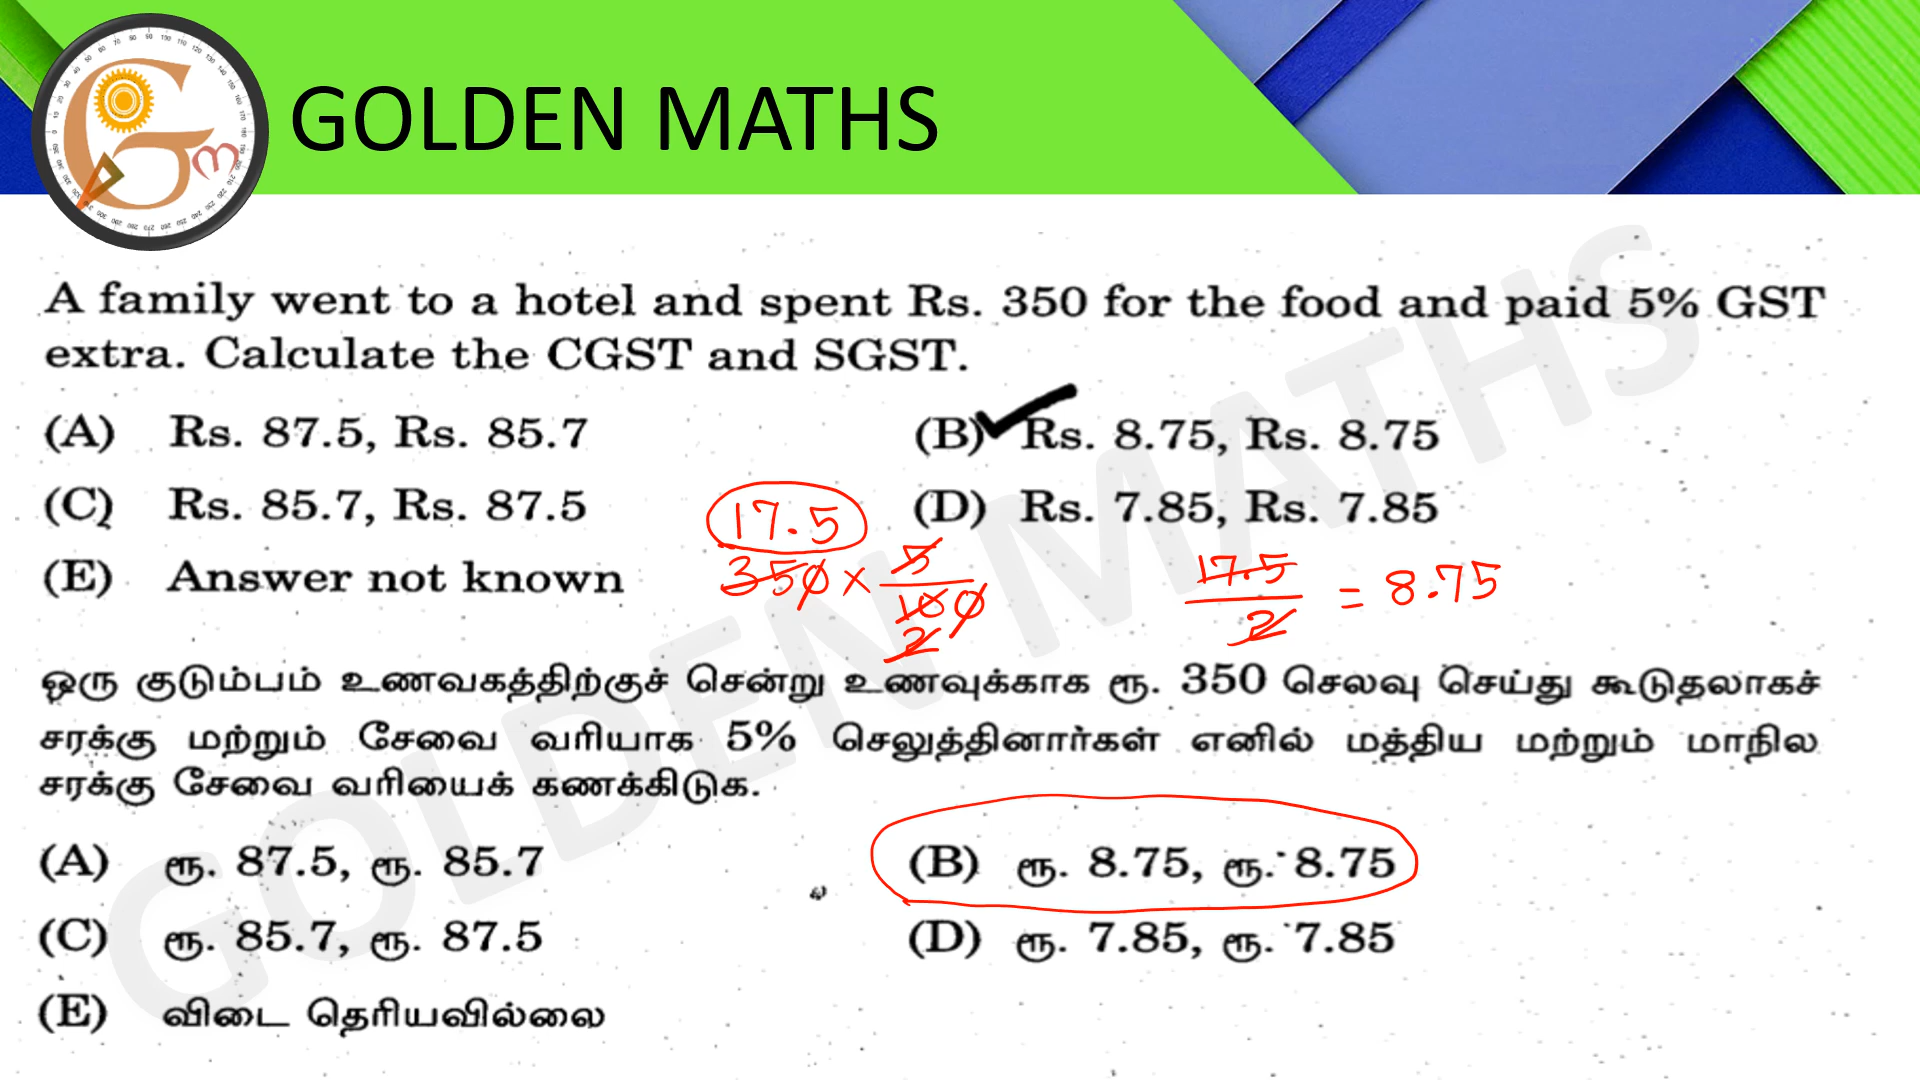 GOLDEN MATHS
A family went to a hotel and spent Rs. 350 for the food and paid 5% GST
extra. Calculate the CGST and SGST.
(A) Rs. 87.5, Rs. 85.7
(B) Rs. 8.75, Rs. 8.75
(C) Rs. 85.7, Rs. 87.5
(D) Rs. 7.85, Rs. 7.85
(E) Answer not known
17.5
350 × 5/100
2
17.5/2 = 8.75
ஒரு குடும்பம் உணவகத்திற்குச் சென்று உணவுக்காக ரூ. 350 செலவு செய்து கூடுதலாகச்
சரக்கு மற்றும் சேவை வரியாக 5% செலுத்தினார்கள் எனில் மத்திய மற்றும் மாநில
சரக்கு சேவை வரியைக் கணக்கிடுக.
(A) ரூ. 87.5, ரூ. 85.7
(B) ரூ. 8.75, ரூ. 8.75
(C) ரூ. 85.7, ரூ. 87.5
(D) ரூ. 7.85, ரூ. 7.85
(E) விடை தெரியவில்லை
GOLDEN MATHS